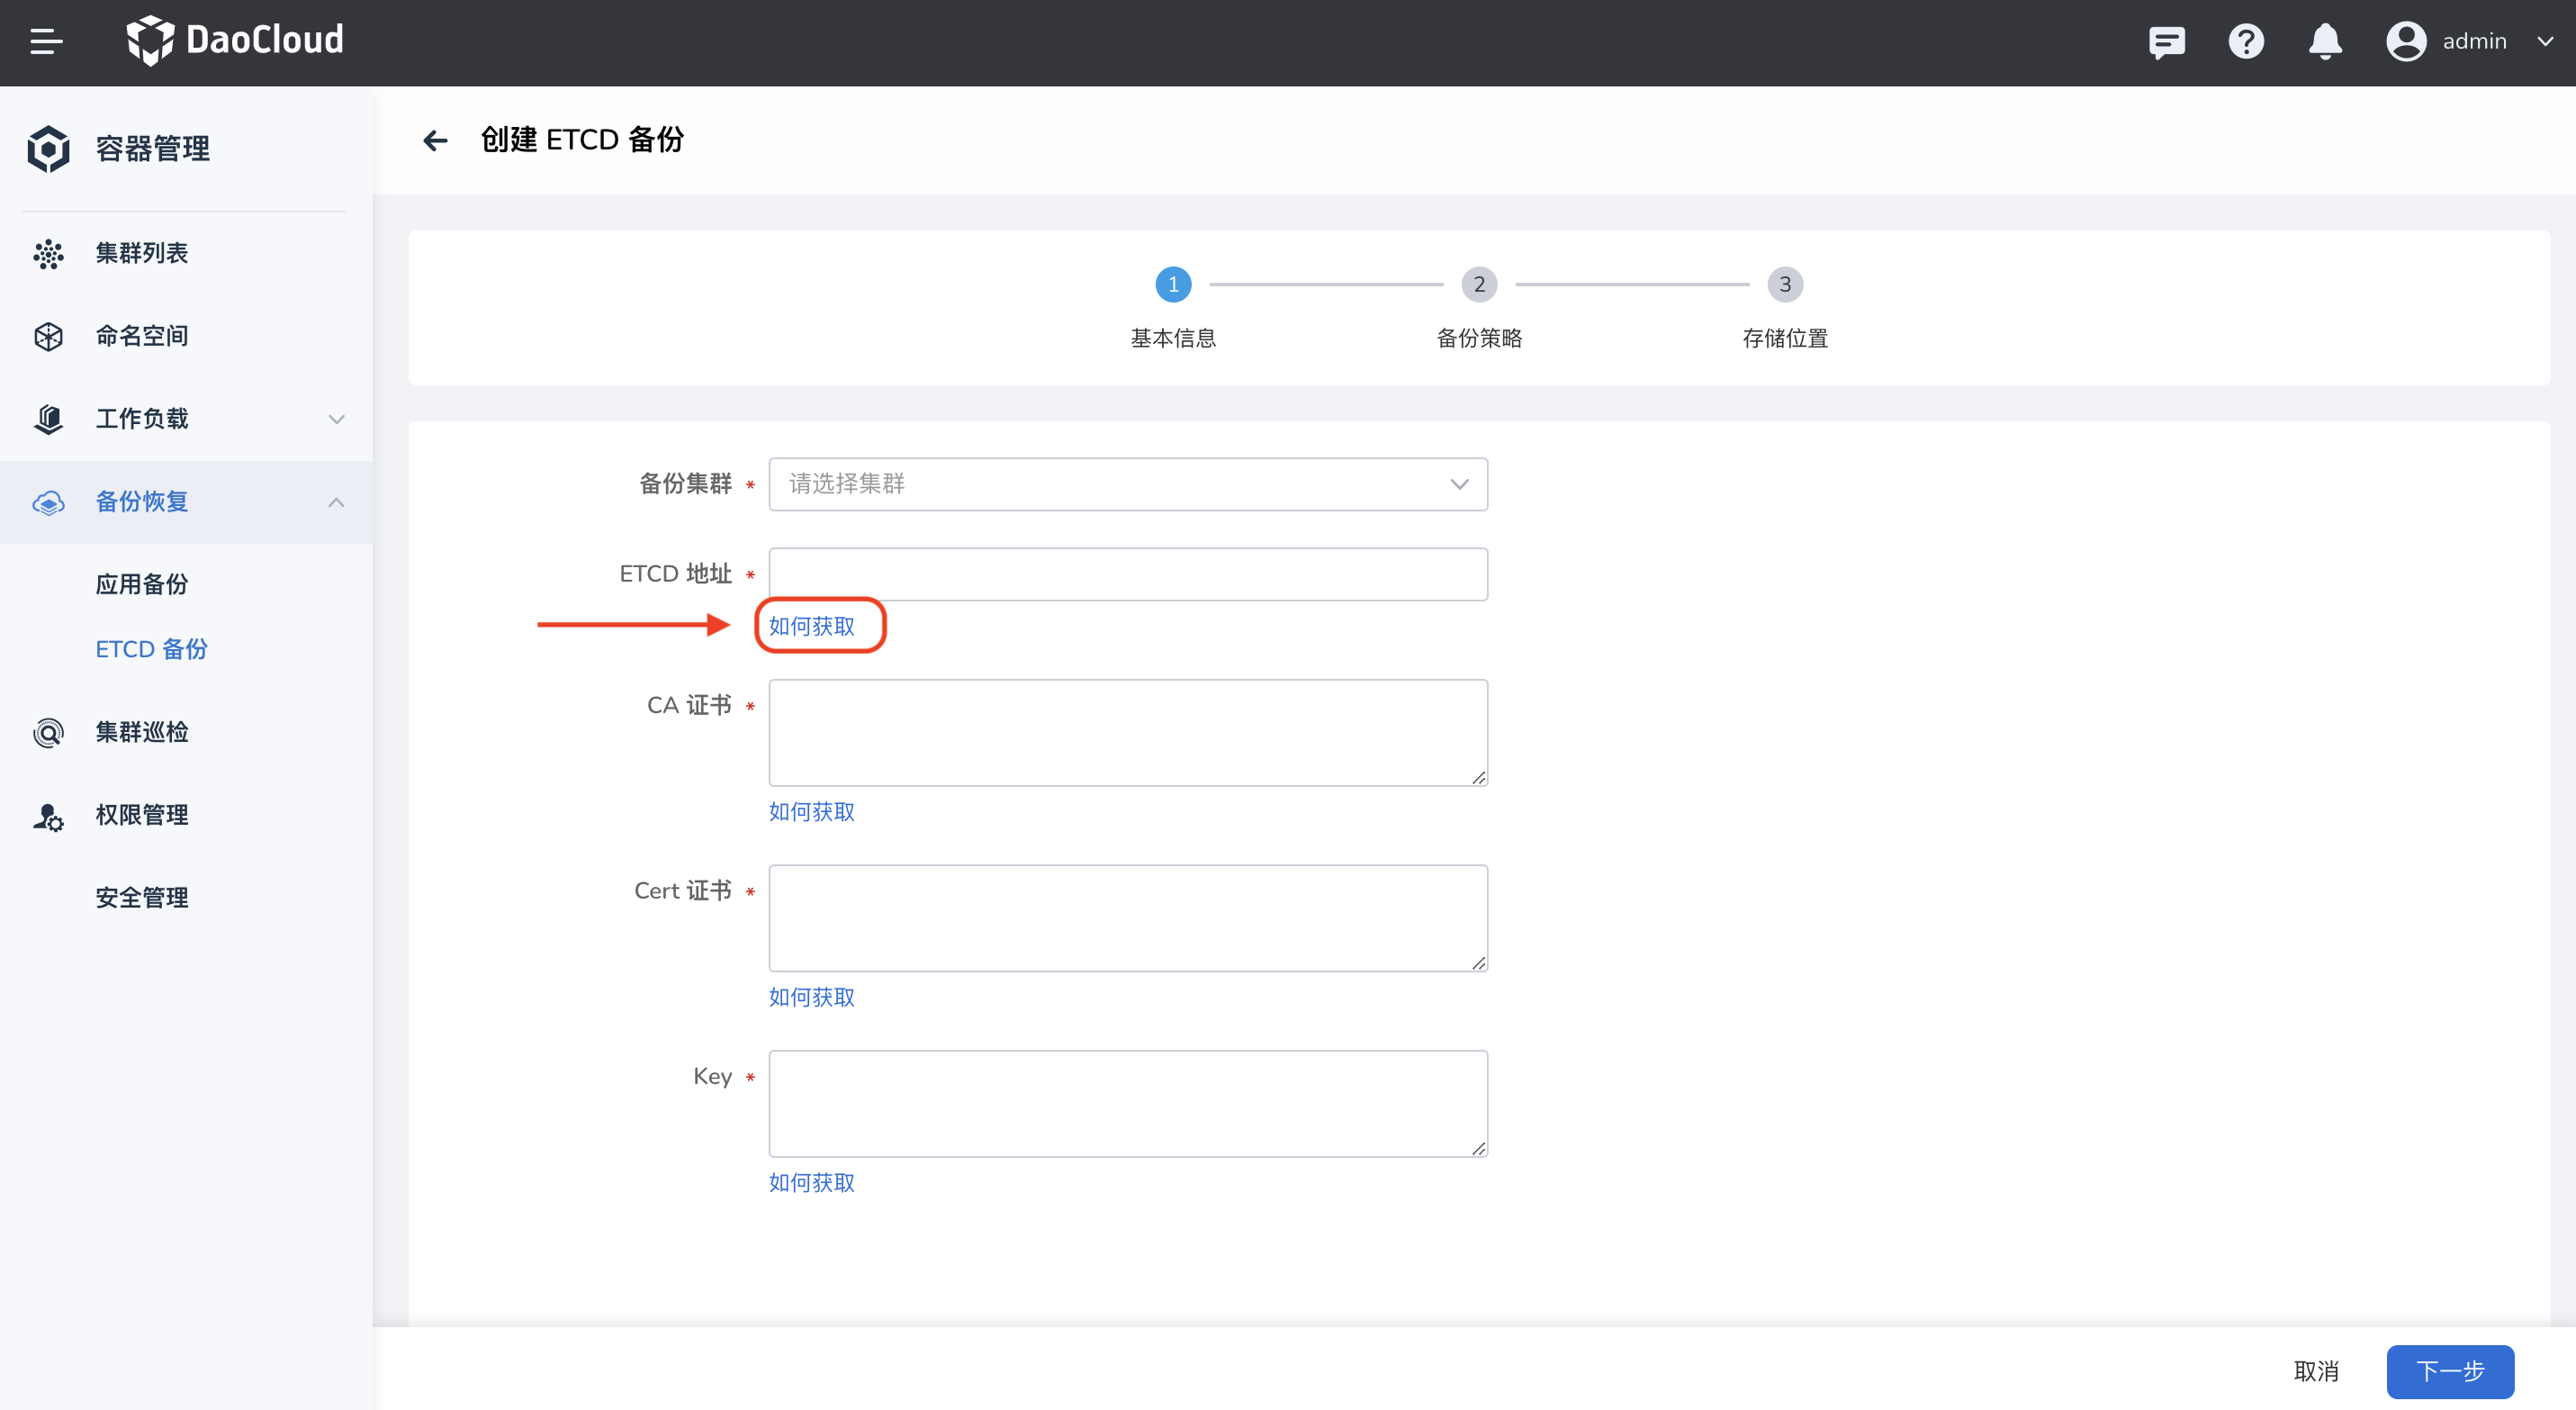 DaoCloud
admin
容器管理
创建 ETCD 备份
集群列表
命名空间
工作负载
备份恢复
应用备份
ETCD 备份
集群巡检
权限管理
安全管理
1
2
3
基本信息
备份策略
存储位置
备份集群 *
请选择集群
ETCD 地址 *
如何获取
CA 证书 *
如何获取
Cert 证书 *
如何获取
Key *
如何获取
取消
下一步